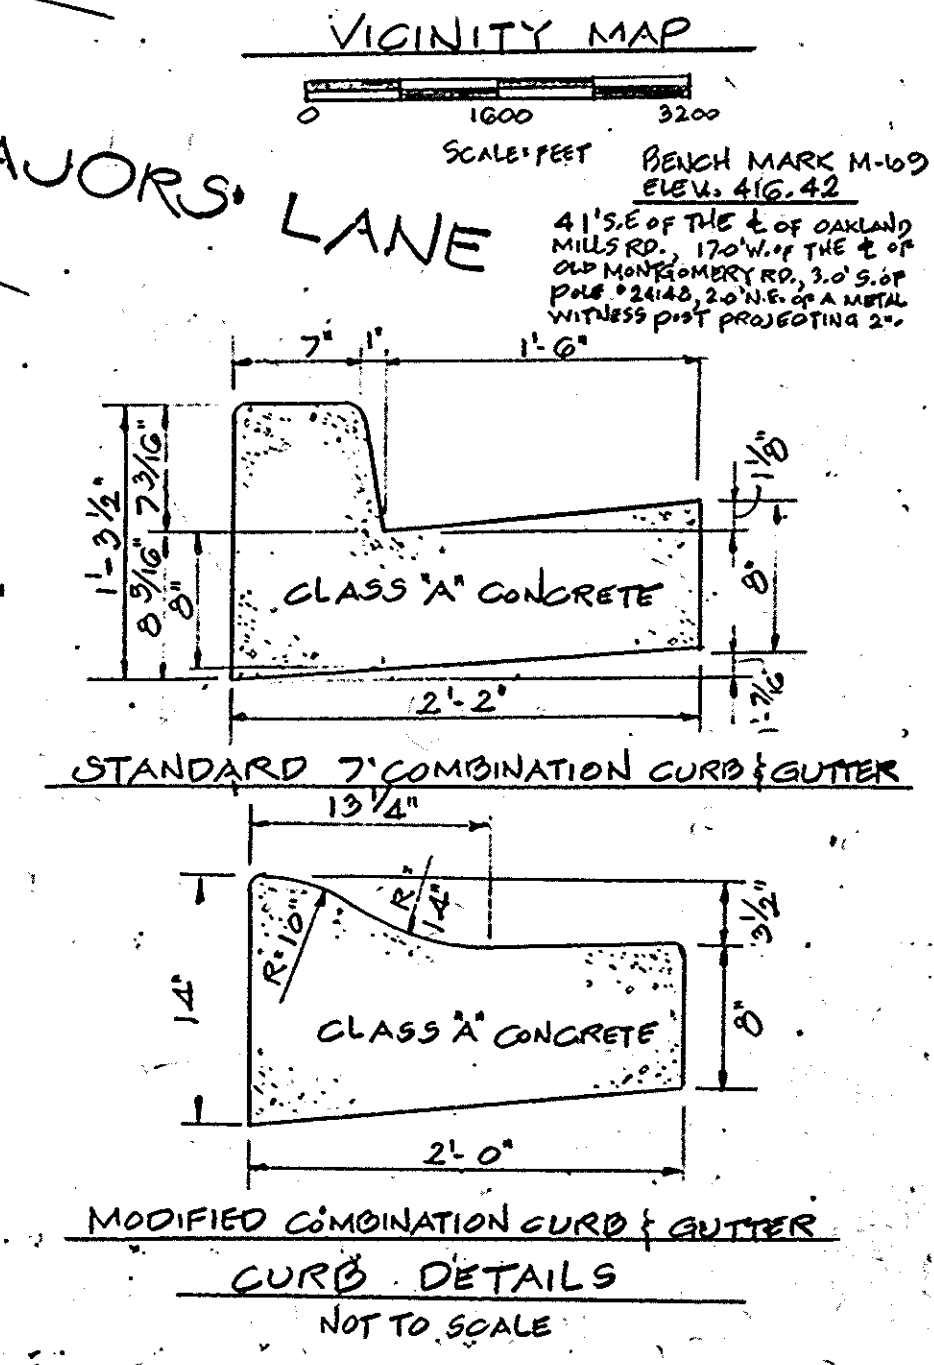 VICINITY MAP
0 1600 3200
SCALE: FEET
AJORS LANE
BENCH MARK M-69
ELEV. 416.42
41' S.E OF THE ℄ OF OAKLAND
MILLS RD., 17.0' W. OF THE ℄ OF
OLD MONTGOMERY RD., 3.0' S. OF
POLE #24148, 2.0' N.E. OF A METAL
WITNESS POST PROJECTING 2".
7" 1" 1'-6"
1'-3 1/2"
7 3/16"
8 5/16"
8"
1 1/8"
8"
1'-7/16"
CLASS "A" CONCRETE
2'-2"
STANDARD 7" COMBINATION CURB & GUTTER
13 1/4"
R=10"
R=14"
3 1/2"
14"
8"
CLASS "A" CONCRETE
2'-0"
MODIFIED COMBINATION CURB & GUTTER
CURB DETAILS
NOT TO SCALE